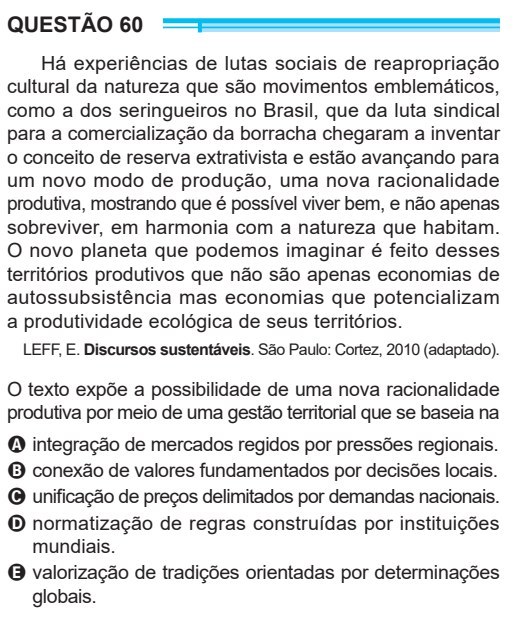 QUESTÃO 60
Há experiências de lutas sociais de reapropriação
cultural da natureza que são movimentos emblemáticos,
como a dos seringueiros no Brasil, que da luta sindical
para a comercialização da borracha chegaram a inventar
o conceito de reserva extrativista e estão avançando para
um novo modo de produção, uma nova racionalidade
produtiva, mostrando que é possível viver bem, e não apenas
sobreviver, em harmonia com a natureza que habitam.
O novo planeta que podemos imaginar é feito desses
territórios produtivos que não são apenas economias de
autossubsistência mas economias que potencializam
a produtividade ecológica de seus territórios.
LEFF, E. Discursos sustentáveis. São Paulo: Cortez, 2010 (adaptado).
O texto expõe a possibilidade de uma nova racionalidade
produtiva por meio de uma gestão territorial que se baseia na
A integração de mercados regidos por pressões regionais.
B conexão de valores fundamentados por decisões locais.
C unificação de preços delimitados por demandas nacionais.
D normatização de regras construídas por instituições
mundiais.
E valorização de tradições orientadas por determinações
globais.